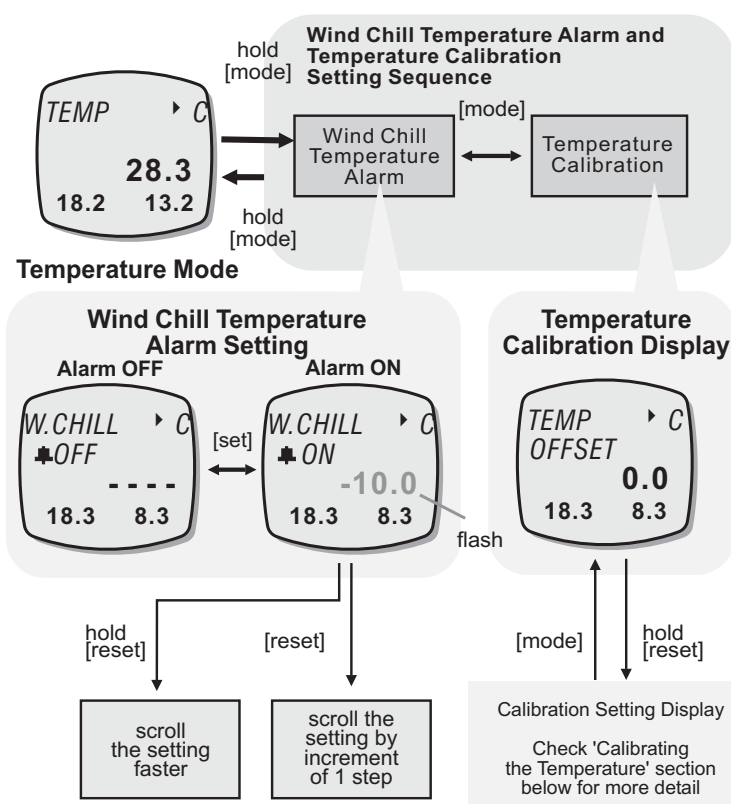 Wind Chill Temperature Alarm and
Temperature Calibration
Setting Sequence
hold
[mode]
TEMP C
28.3
18.2 13.2
hold
[mode]
Wind Chill
Temperature
Alarm
[mode]
Temperature
Calibration
Temperature Mode
Wind Chill Temperature
Alarm Setting
Alarm OFF
Alarm ON
W.CHILL C
OFF
- - - -
18.3 8.3
[set]
W.CHILL C
ON
-10.0
18.3 8.3
flash
Temperature
Calibration Display
TEMP C
OFFSET
0.0
18.3 8.3
hold
[reset]
[reset]
[mode]
hold
[reset]
scroll
the setting
faster
scroll the
setting by
increment
of 1 step
Calibration Setting Display
Check 'Calibrating
the Temperature' section
below for more detail